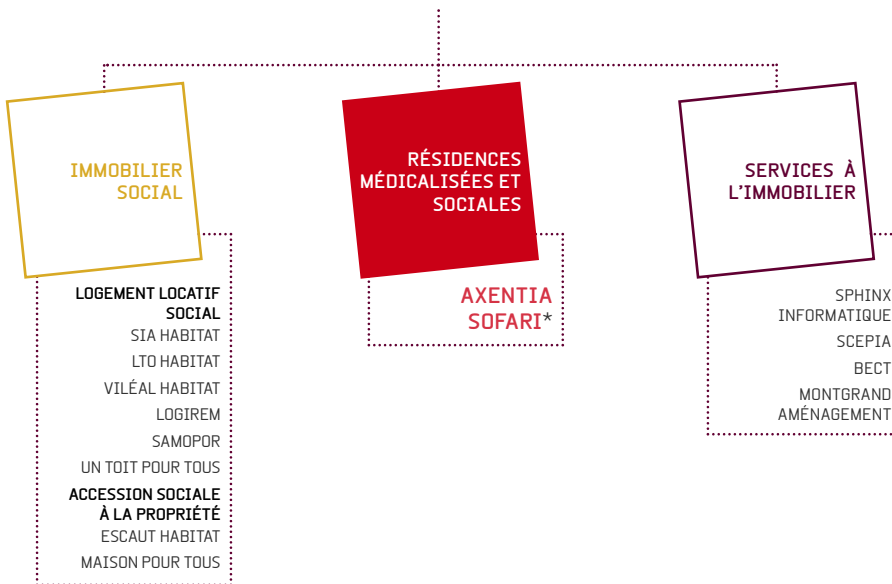 IMMOBILIER
SOCIAL
LOGEMENT LOCATIF
SOCIAL
SIA HABITAT
LTO HABITAT
VILÉAL HABITAT
LOGIREM
SAMOPOR
UN TOIT POUR TOUS
ACCESSION SOCIALE
À LA PROPRIÉTÉ
ESCAUT HABITAT
MAISON POUR TOUS
RÉSIDENCES
MÉDICALISÉES ET
SOCIALES
AXENTIA
SOFARI*
SERVICES À
L'IMMOBILIER
SPHINX
INFORMATIQUE
SCEPIA
BECT
MONTGRAND
AMÉNAGEMENT